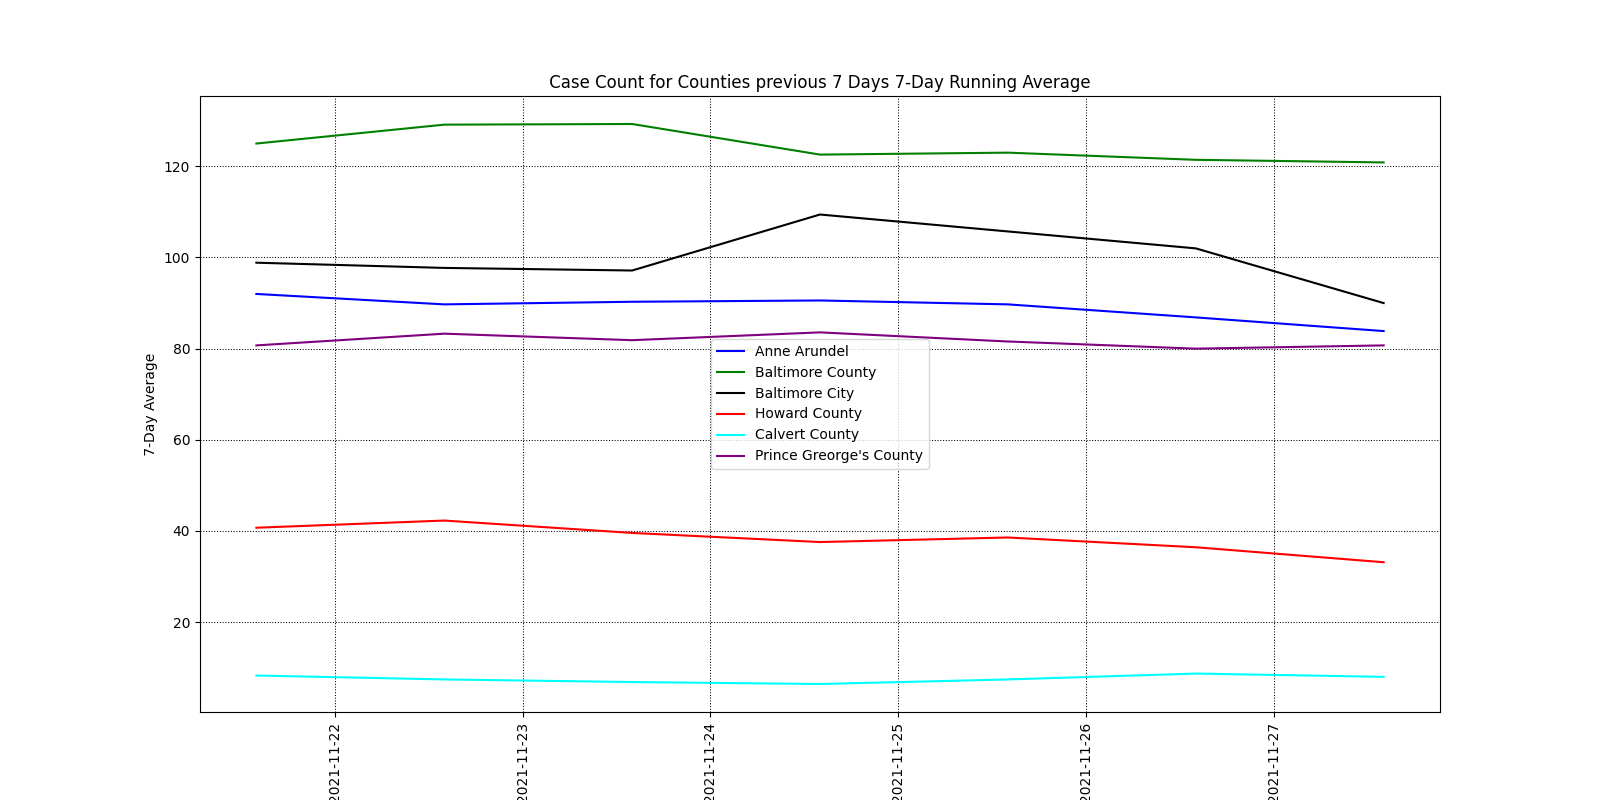 Case Count for Counties previous 7 Days 7-Day Running Average
120
100
80
60
40
20
7-Day Average
Anne Arundel
Baltimore County
Baltimore City
Howard County
Calvert County
Prince Greorge's County
2021-11-22
2021-11-23
2021-11-24
2021-11-25
2021-11-26
2021-11-27